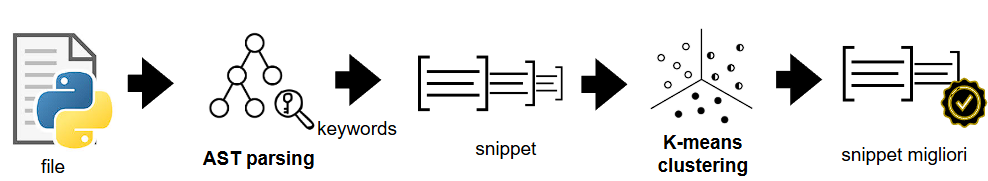 file
AST parsing
keywords
snippet
K-means
clustering
snippet migliori